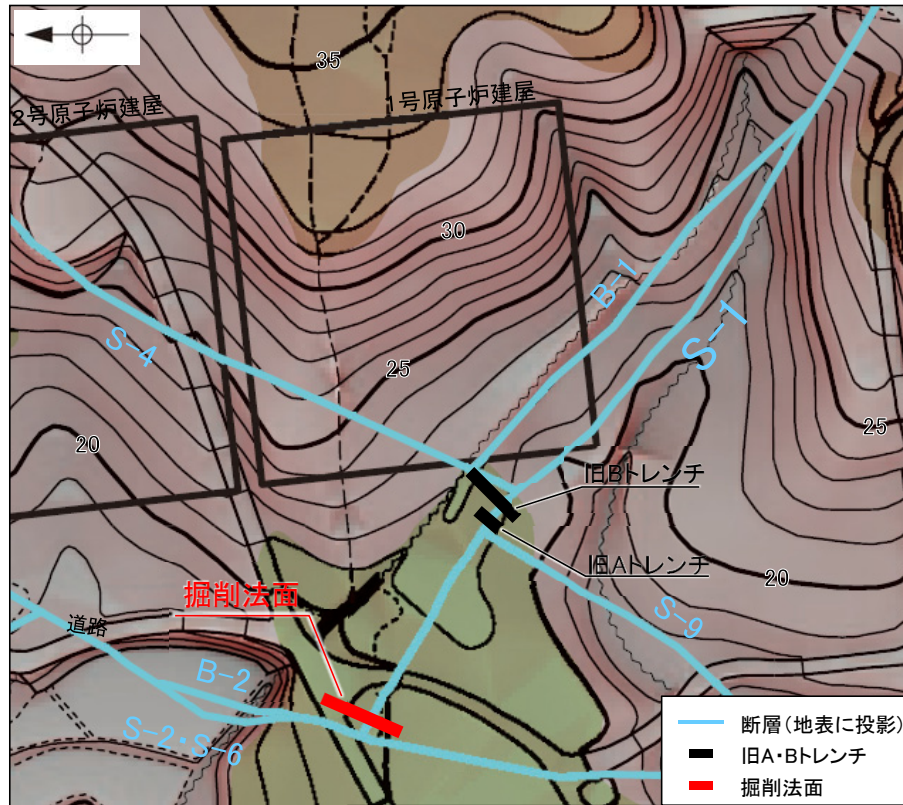 35
1号原子炉建屋
2号原子炉建屋
30
B-1
S-1
S-4
25
25
20
旧Bトレンチ
旧Aトレンチ
20
掘削法面
S-9
道路
B-2
S-2・S-6
断層(地表に投影)
旧A・Bトレンチ
掘削法面